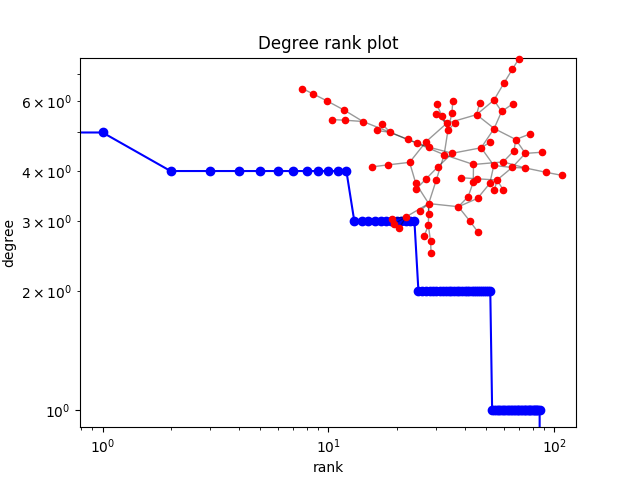 Degree rank plot
6 × 10⁰
4 × 10⁰
3 × 10⁰
2 × 10⁰
10⁰
degree
10⁰ 10¹ 10²
rank